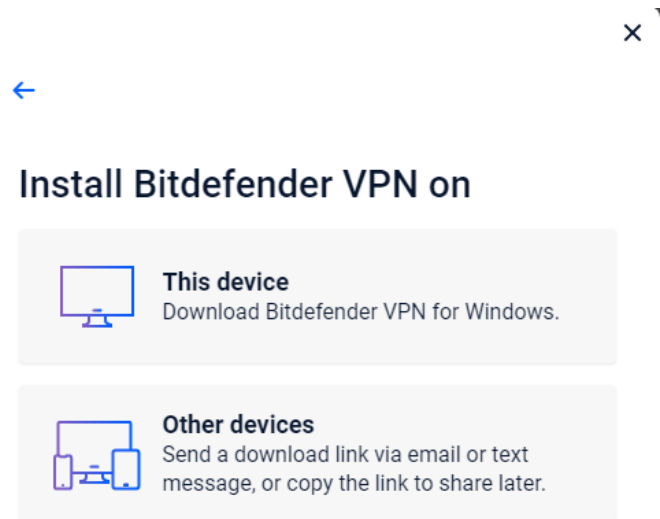 Install Bitdefender VPN on
This device
Download Bitdefender VPN for Windows.
Other devices
Send a download link via email or text
message, or copy the link to share later.